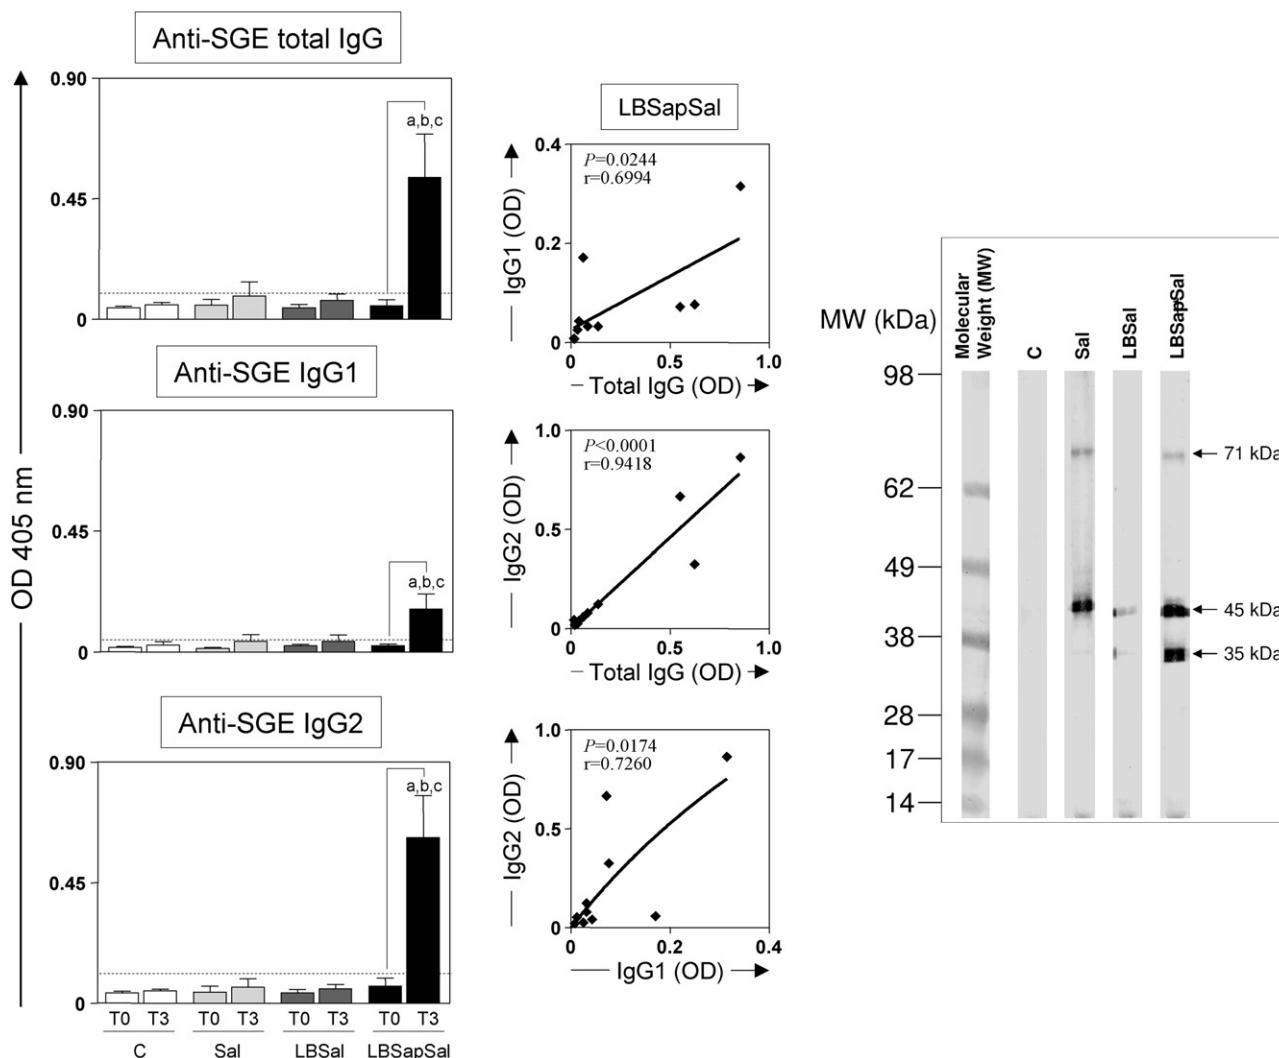 Anti-SGE total IgG
0.90
0.45
0
a,b,c
Anti-SGE IgG1
0.90
0.45
0
a,b,c
Anti-SGE IgG2
0.90
0.45
0
a,b,c
OD 405 nm
T0 T3 T0 T3 T0 T3 T0 T3
C Sal LBSal LBSapSal
LBSapSal
P=0.0244
r=0.6994
0.4
0.2
0
IgG1 (OD)
0 0.5 1.0
Total IgG (OD)
P<0.0001
r=0.9418
1.0
0.5
0
IgG2 (OD)
0 0.5 1.0
Total IgG (OD)
P=0.0174
r=0.7260
1.0
0.5
0
IgG2 (OD)
0 0.2 0.4
IgG1 (OD)
MW (kDa)
Molecular
Weight (MW)
C
Sal
LBSal
LBSapSal
98
62
49
38
28
17
14
71 kDa
45 kDa
35 kDa